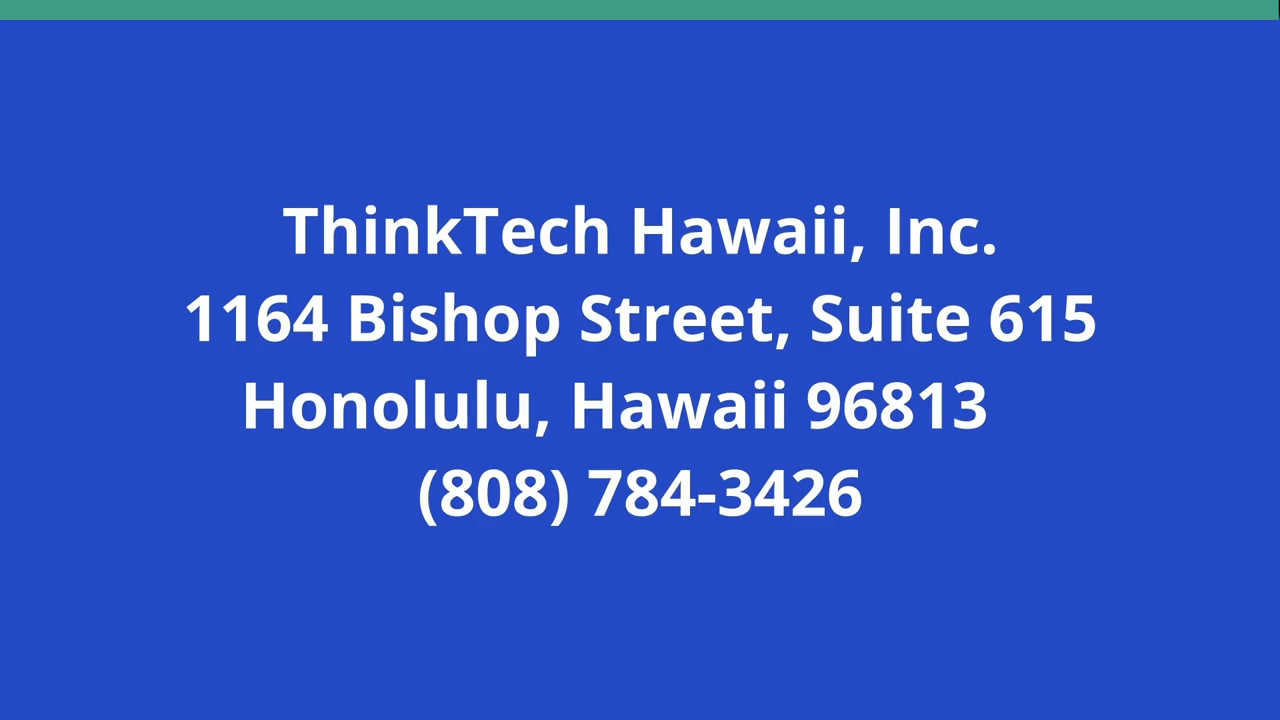 ThinkTech Hawaii, Inc.
1164 Bishop Street, Suite 615
Honolulu, Hawaii 96813
(808) 784-3426